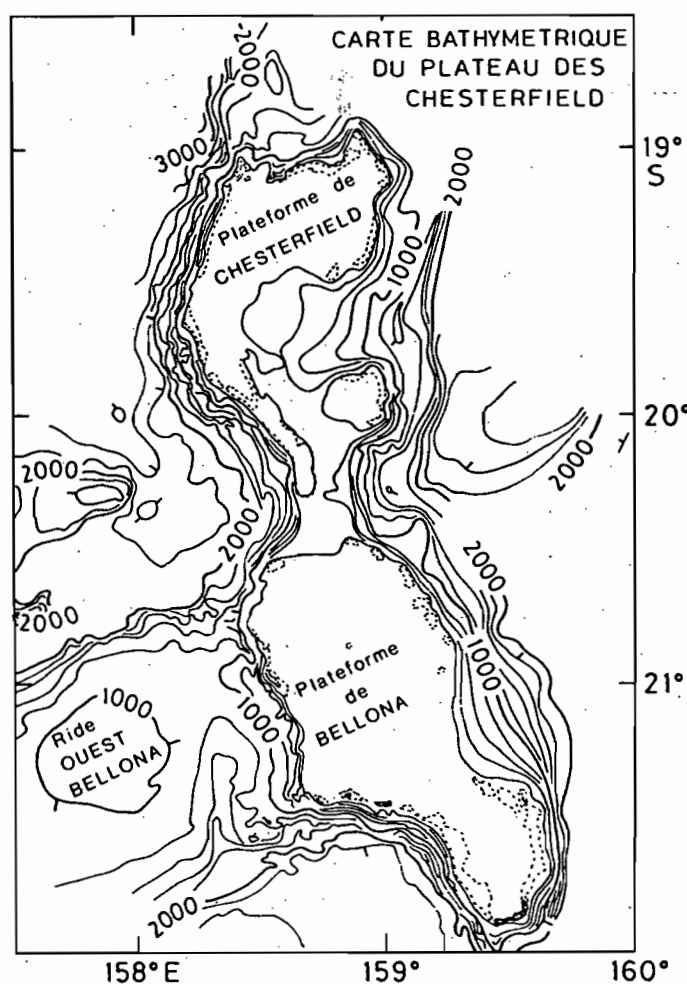 CARTE BATHYMETRIQUE
DU PLATEAU DES
CHESTERFIELD
2000
3000
19°
S
2000
Plateforme de
CHESTERFIELD
1000
20°
2000
2000
2000
2000
2000
1000
21°
Plateforme
de
BELLONA
1000
1000
Ride
OUEST
BELLONA
2000
158°E
159°
160°